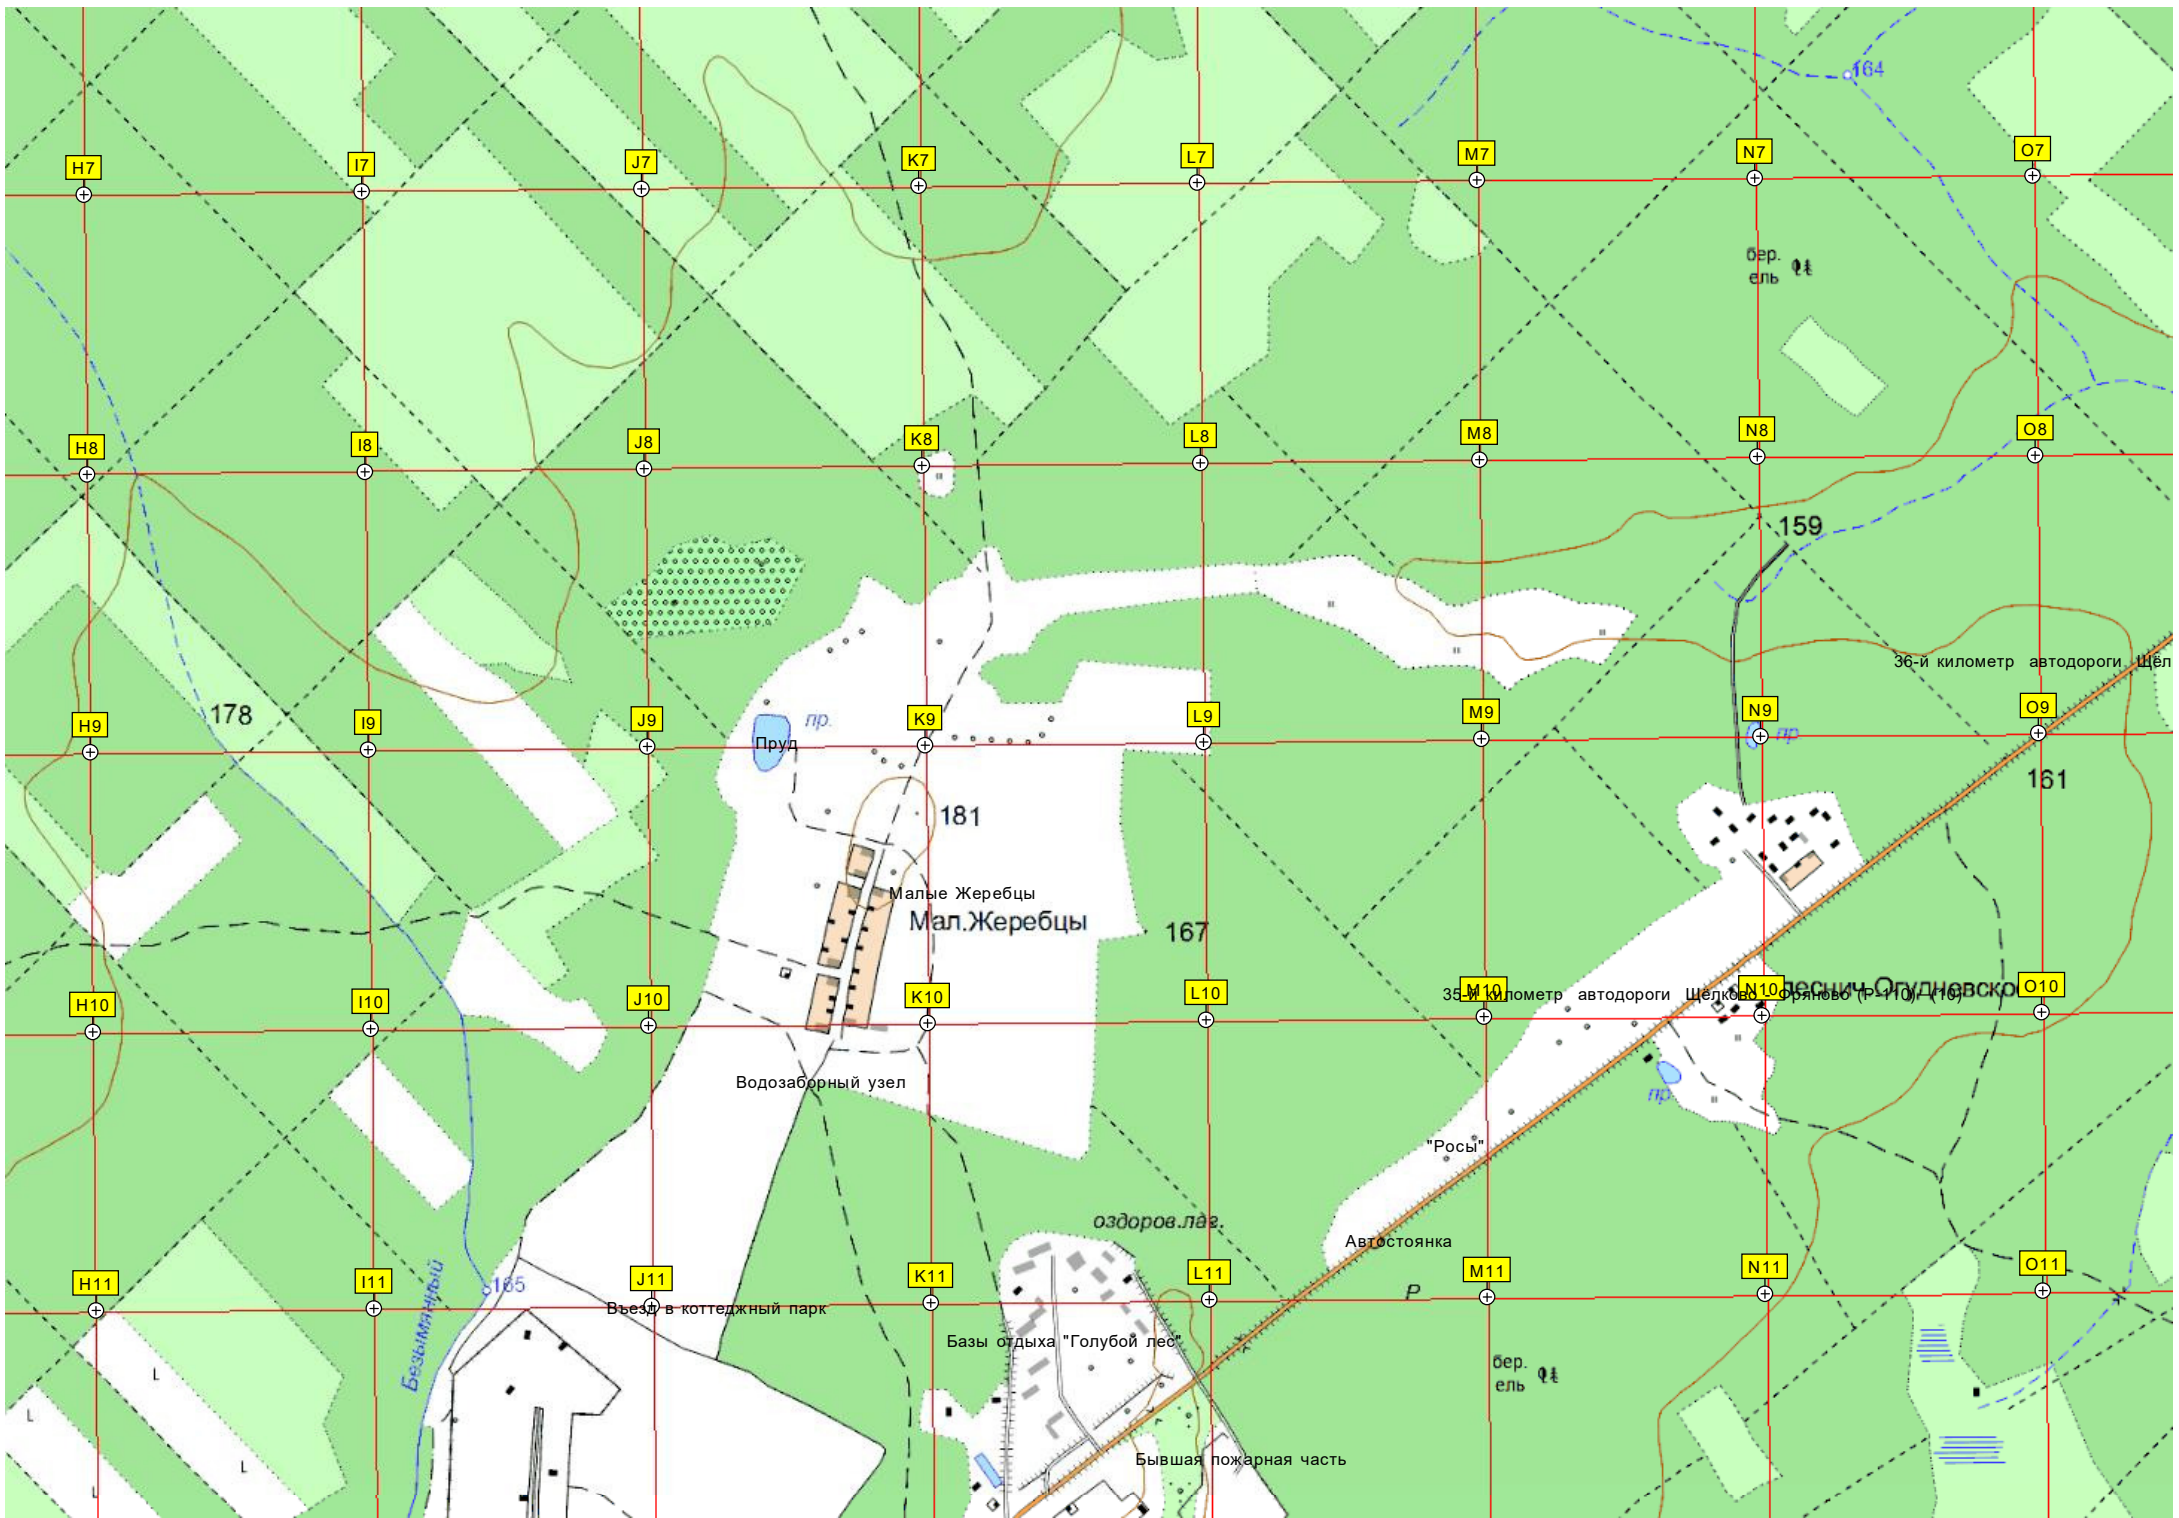 164
H7
I7
J7
K7
L7
M7
N7
O7
бер.
ель
H8
I8
J8
K8
L8
M8
N8
O8
159
36-й километр автодороги Щёл
178
H9
I9
J9
пр.
Пруд
K9
L9
M9
N9
пр
O9
161
181
Малые Жеребцы
Мал.Жеребцы
167
H10
I10
J10
K10
L10
M10
N10
O10
леснич.Огудневско
35-й километр автодороги Щёлково - Фряново (Р-110) (10)
Водозаборный узел
пр.
"Росы"
оздоров.лаг.
Автостоянка
H11
I11
Безымянный
165
J11
K11
L11
M11
N11
O11
Р
Въезд в коттеджный парк
Базы отдыха "Голубой лес"
бер.
ель
L
L
L
L
Бывшая пожарная часть